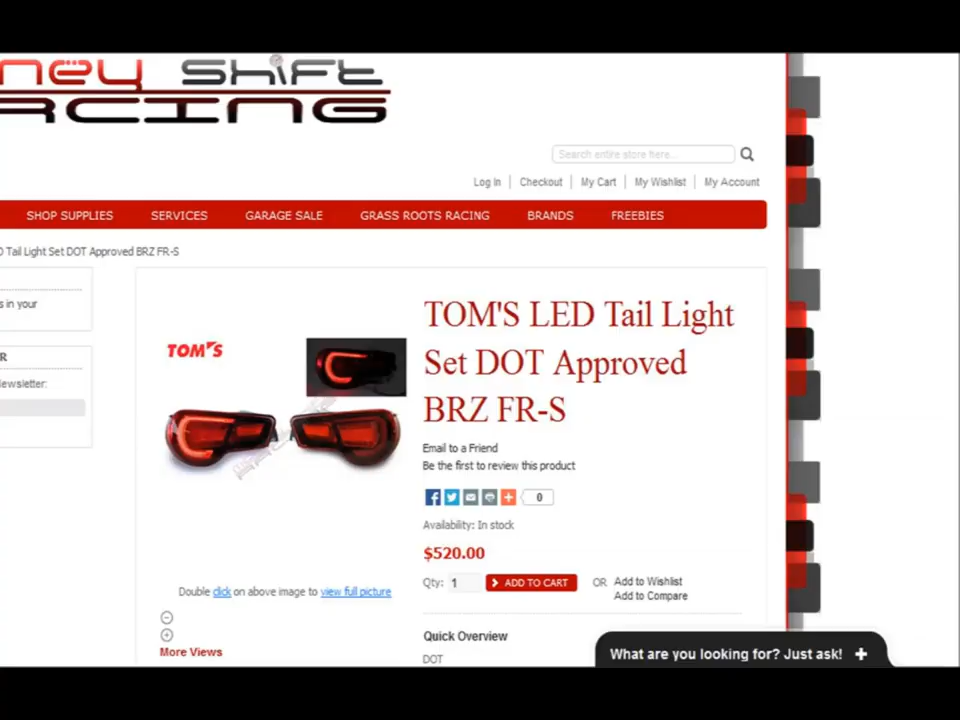 ney shift
RCING
Search entire store here...
Log In
Checkout
My Cart
My Wishlist
My Account
SHOP SUPPLIES
SERVICES
GARAGE SALE
GRASS ROOTS RACING
BRANDS
FREEBIES
D Tail Light Set DOT Approved BRZ FR-S
s in your
R
Newsletter:
TOM'S
TOM'S LED Tail Light
Set DOT Approved
BRZ FR-S
Email to a Friend
Be the first to review this product
0
Availability: In stock
$520.00
Qty: 1
ADD TO CART
OR
Add to Wishlist
Add to Compare
Double click on above image to view full picture
More Views
Quick Overview
DOT
What are you looking for? Just ask!